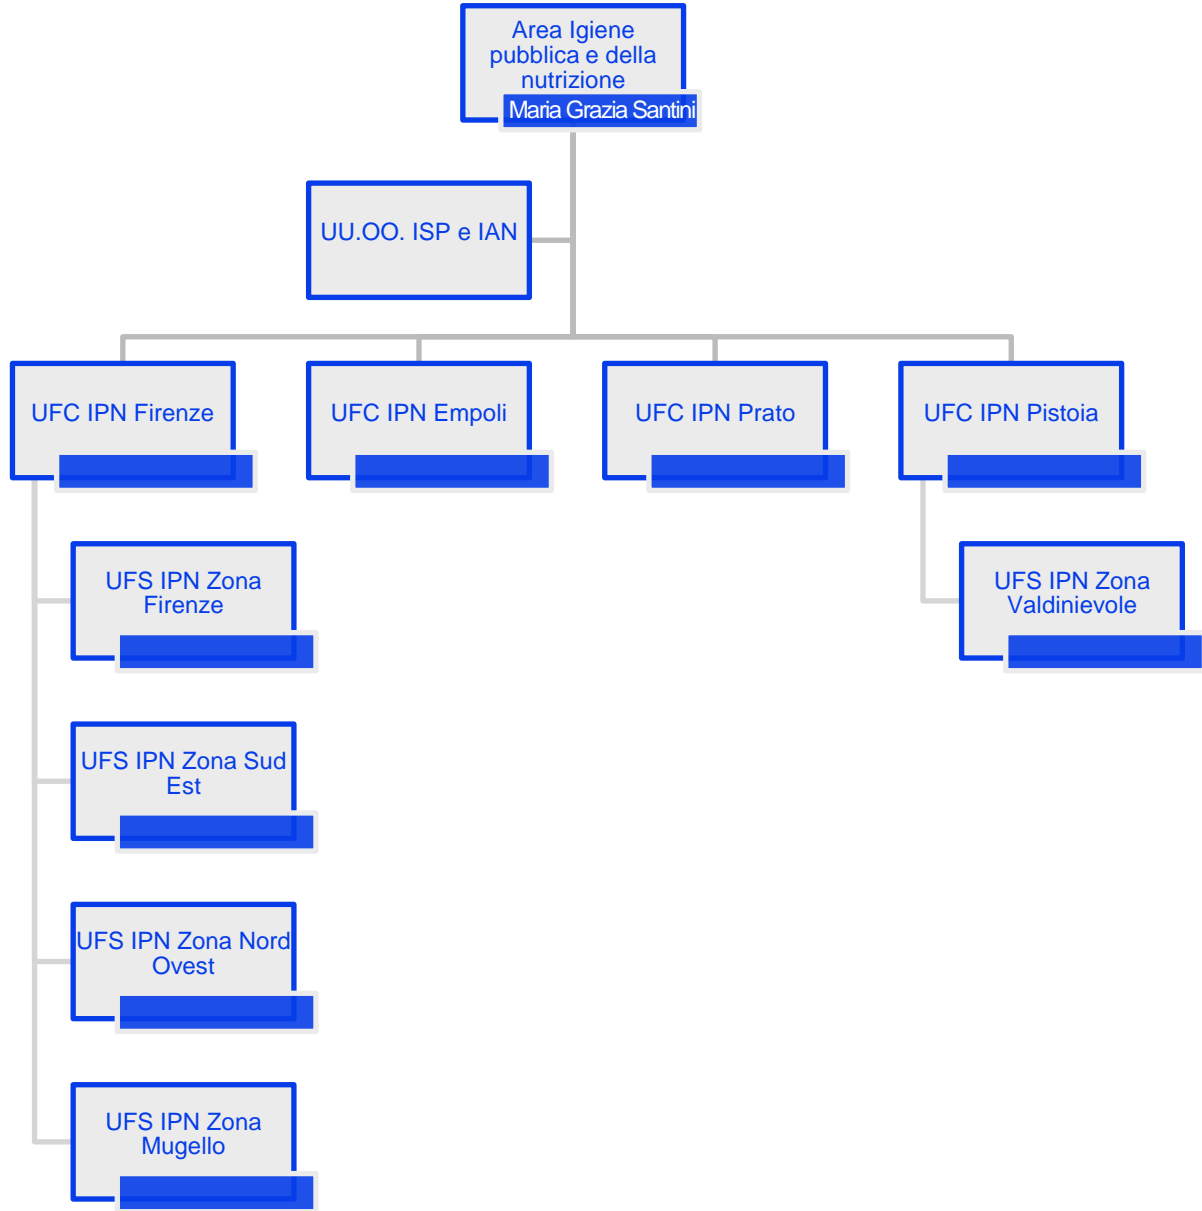 Area Igiene
pubblica e della
nutrizione
Maria Grazia Santini
UU.OO. ISP e IAN
UFC IPN Firenze
UFC IPN Empoli
UFC IPN Prato
UFC IPN Pistoia
UFS IPN Zona
Firenze
UFS IPN Zona
Valdinievole
UFS IPN Zona Sud
Est
UFS IPN Zona Nord
Ovest
UFS IPN Zona
Mugello